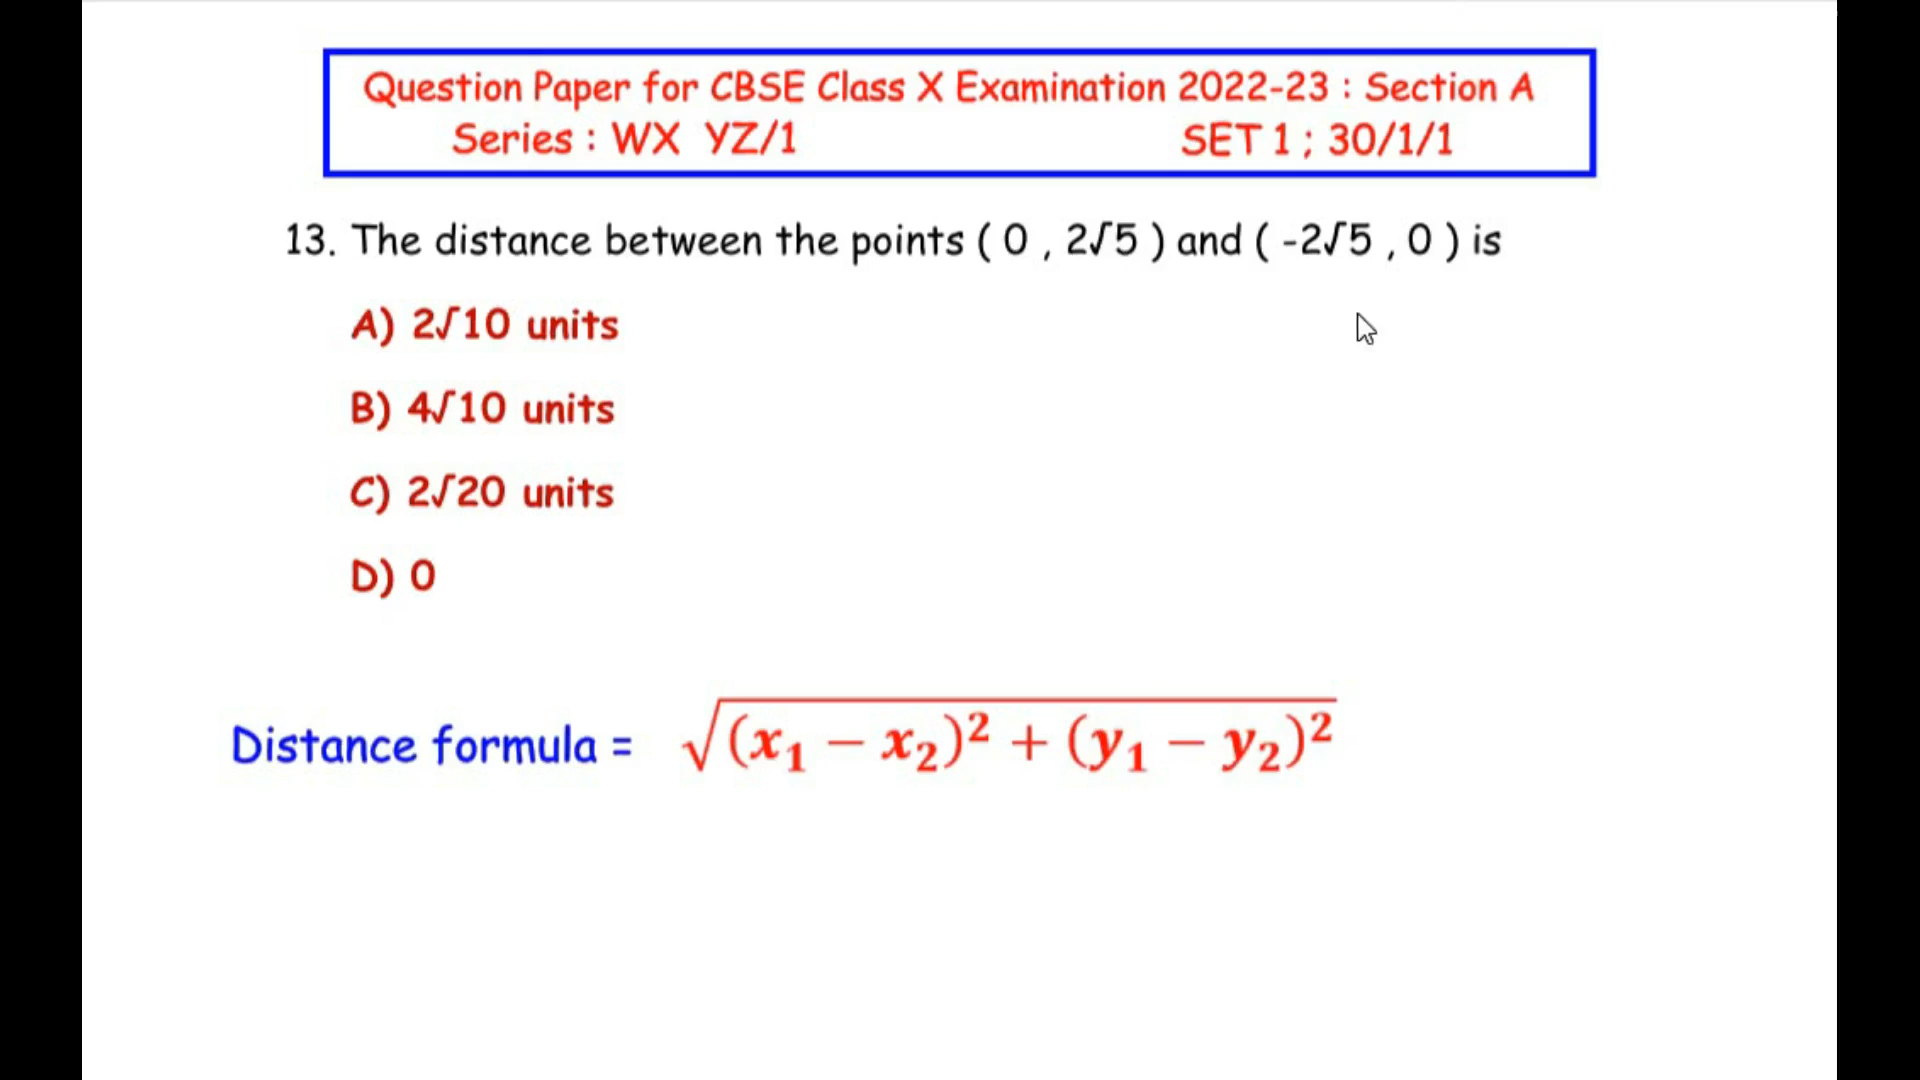 Question Paper for CBSE Class X Examination 2022-23 : Section A
Series : WX YZ/1 SET 1 ; 30/1/1
13. The distance between the points ( 0 , 2√5 ) and ( -2√5 , 0 ) is
A) 2√10 units
B) 4√10 units
C) 2√20 units
D) 0
Distance formula = √(x₁ − x₂)² + (y₁ − y₂)²